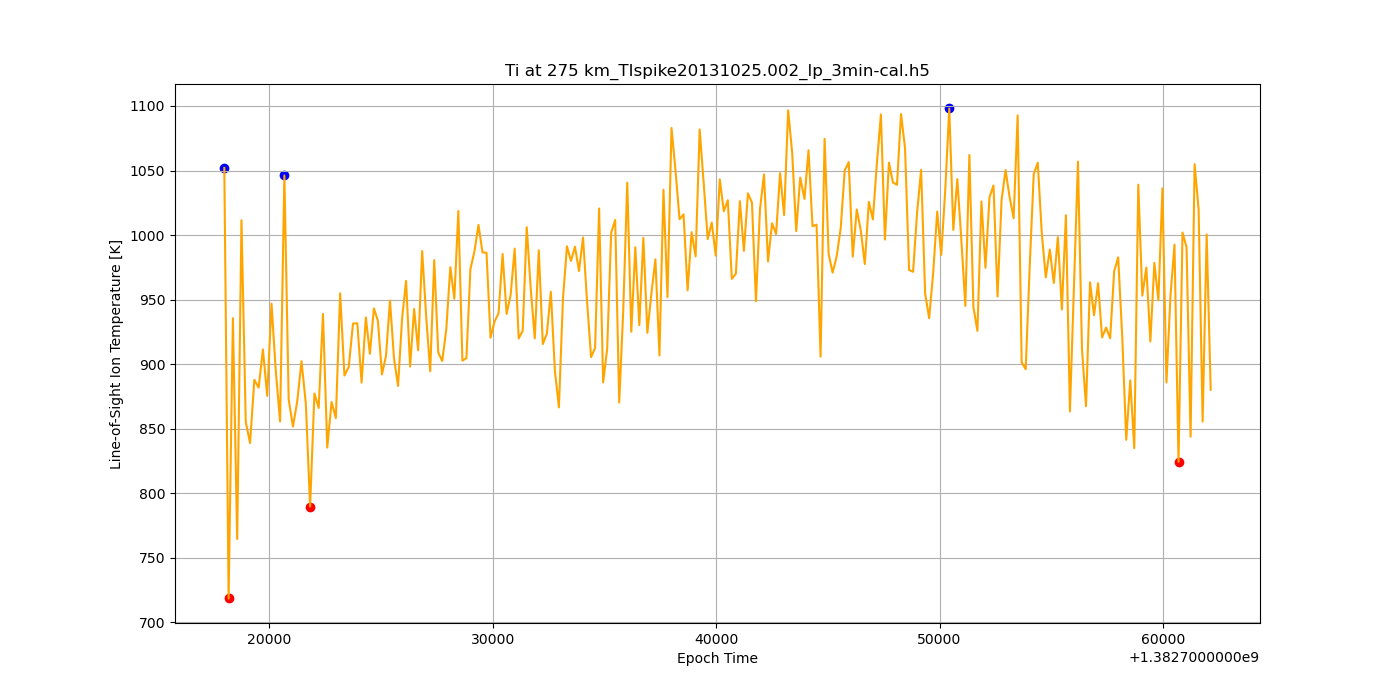 Ti at 275 km_TIspike20131025.002_lp_3min-cal.h5
Line-of-Sight Ion Temperature [K]
1100
1050
1000
950
900
850
800
750
700
20000 30000 40000 50000 60000
Epoch Time
+1.3827000000e9